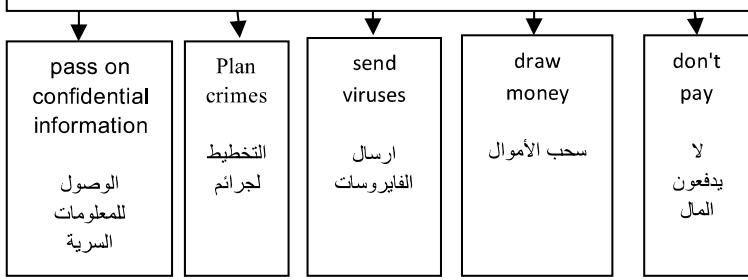 pass on
confidential
information
الوصول
للمعلومات
السرية
Plan
crimes
التخطيط
لجرائم
send
viruses
ارسال
الفايروسات
draw
money
سحب الأموال
don't
pay
لا
يدفعون
المال